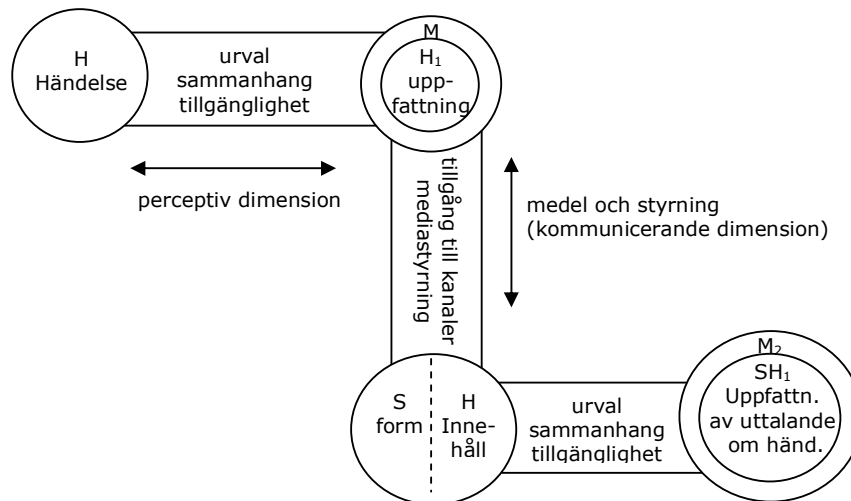 H
Händelse
urval
sammanhang
tillgänglighet
M
H₁
upp-
fattning
perceptiv dimension
tillgång till kanaler
mediastyrning
medel och styrning
(kommunicerande dimension)
S
form
H
Inne-
håll
urval
sammanhang
tillgänglighet
M₂
SH₁
Uppfattn.
av uttalande
om händ.